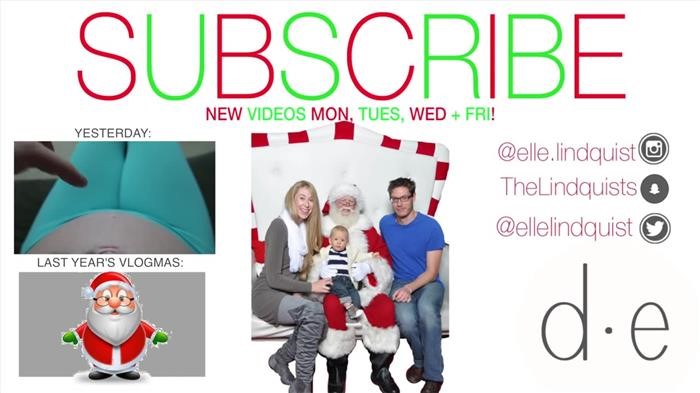 SUBSCRIBE
NEW VIDEOS MON, TUES, WED + FRI!
YESTERDAY:
LAST YEAR'S VLOGMAS:
@elle.lindquist
TheLindquists
@ellelindquist
d·e